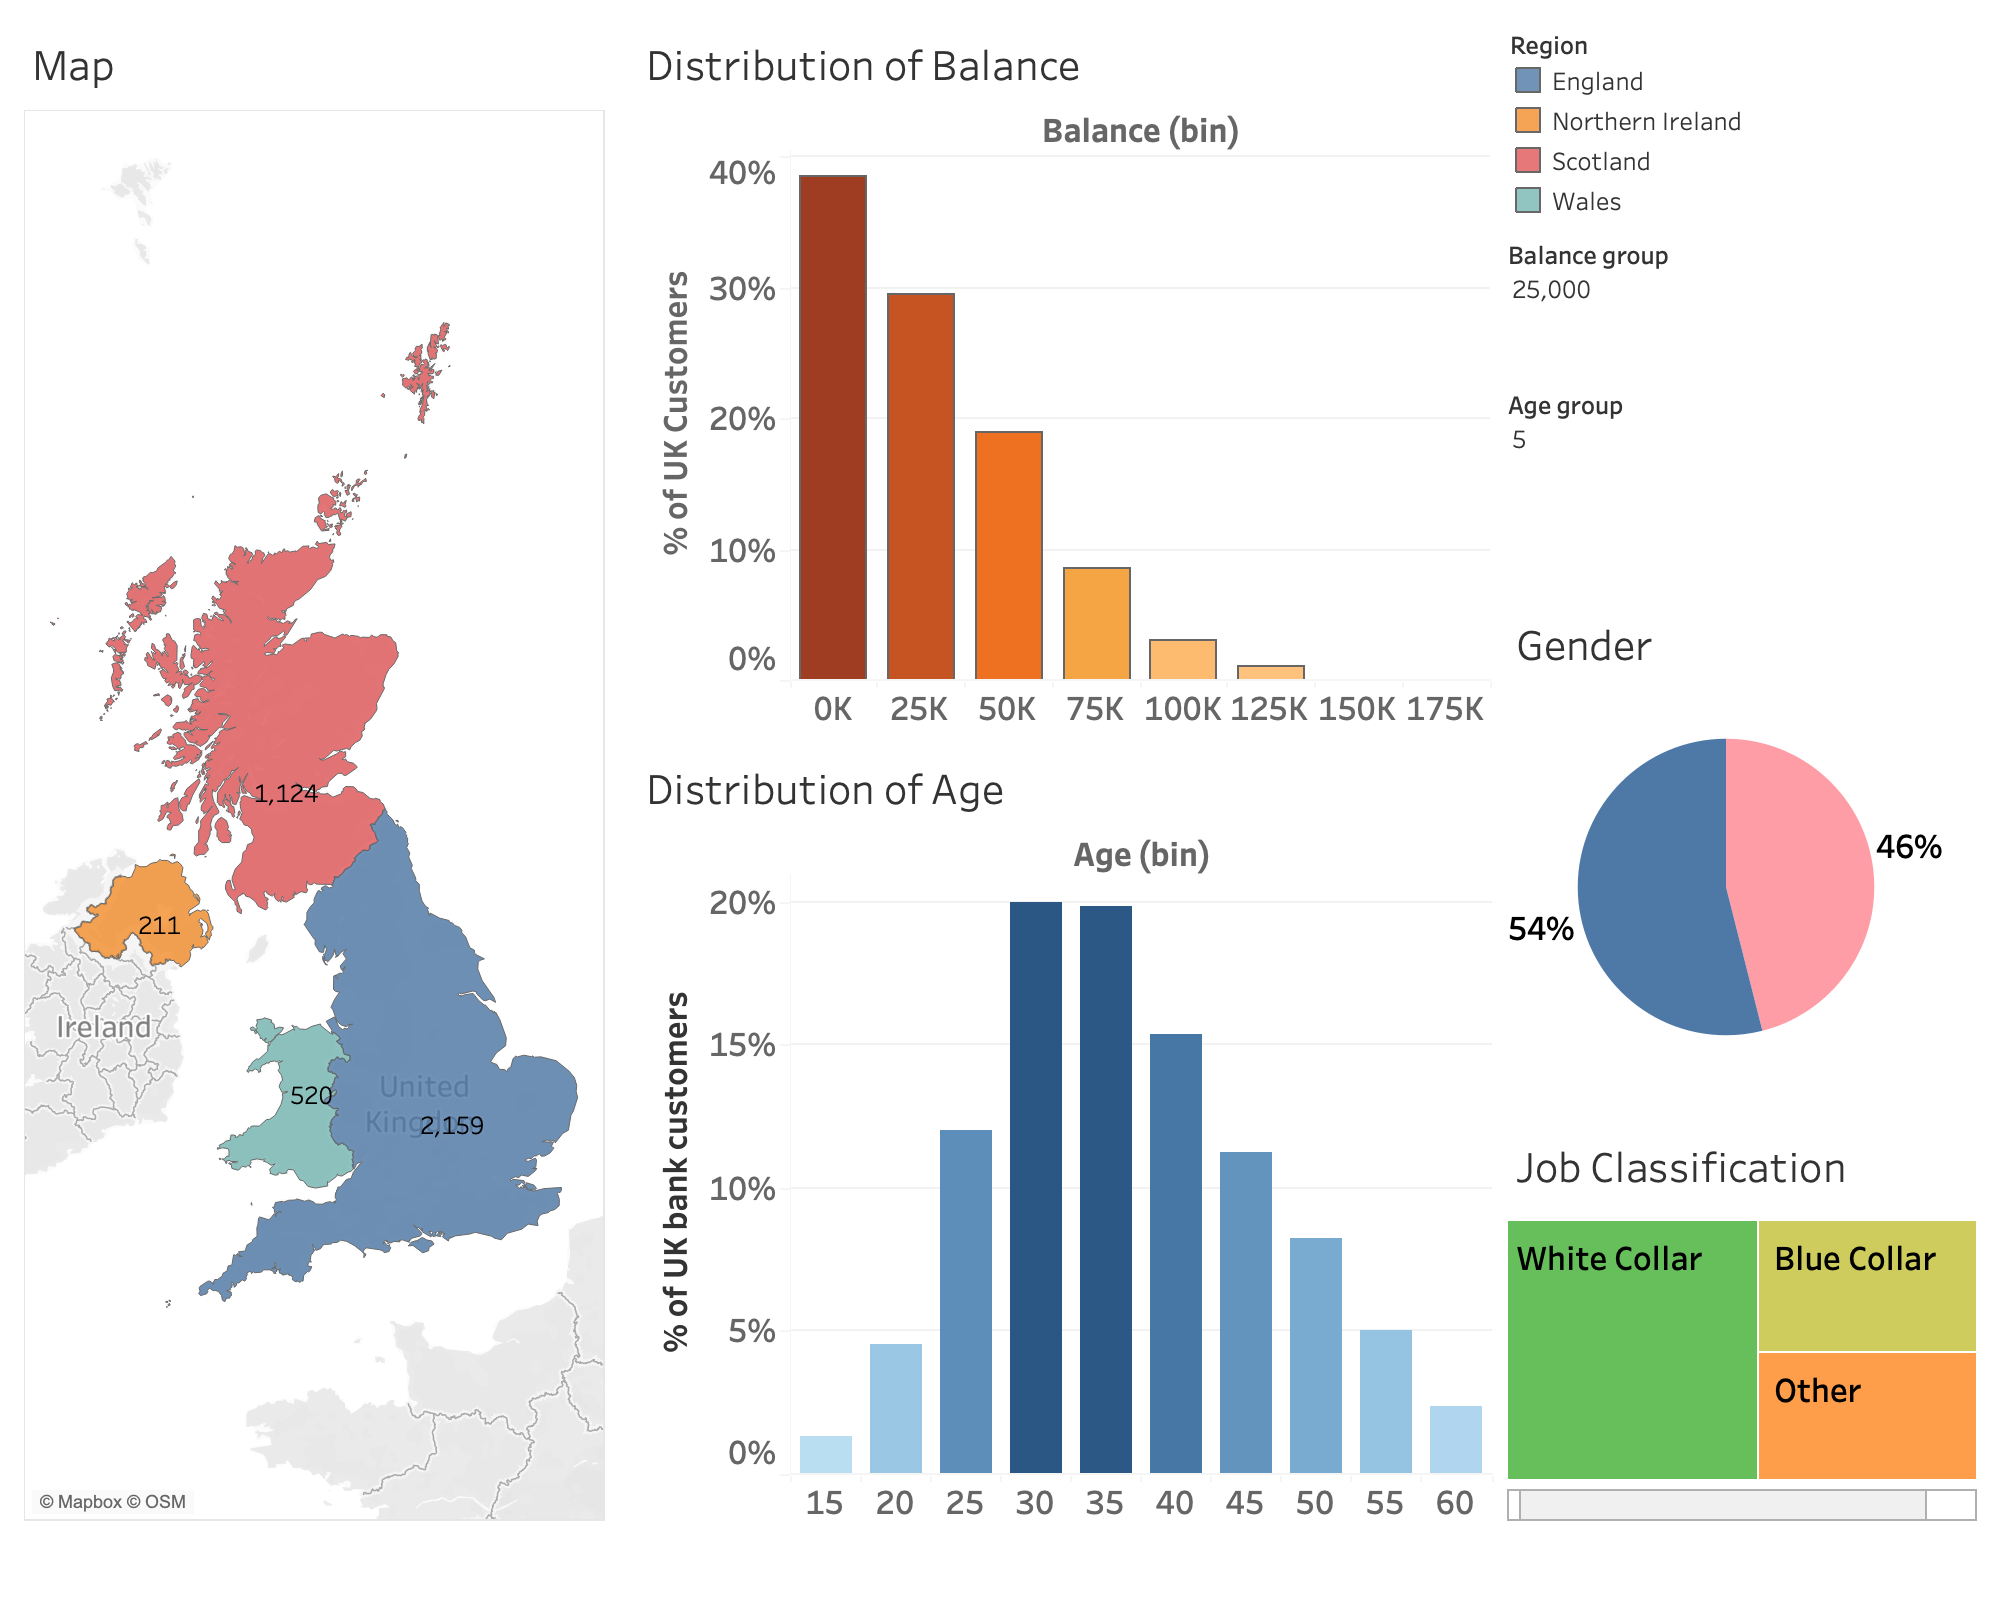 Map
1,124
211
Ireland
520
United
Kingdom
2,159
© Mapbox © OSM
Distribution of Balance
Balance (bin)
% of UK Customers
40%
30%
20%
10%
0%
0K 25K 50K 75K 100K 125K 150K 175K
Distribution of Age
Age (bin)
% of UK bank customers
20%
15%
10%
5%
0%
15 20 25 30 35 40 45 50 55 60
Region
England
Northern Ireland
Scotland
Wales
Balance group
25,000
Age group
5
Gender
46%
54%
Job Classification
White Collar
Blue Collar
Other